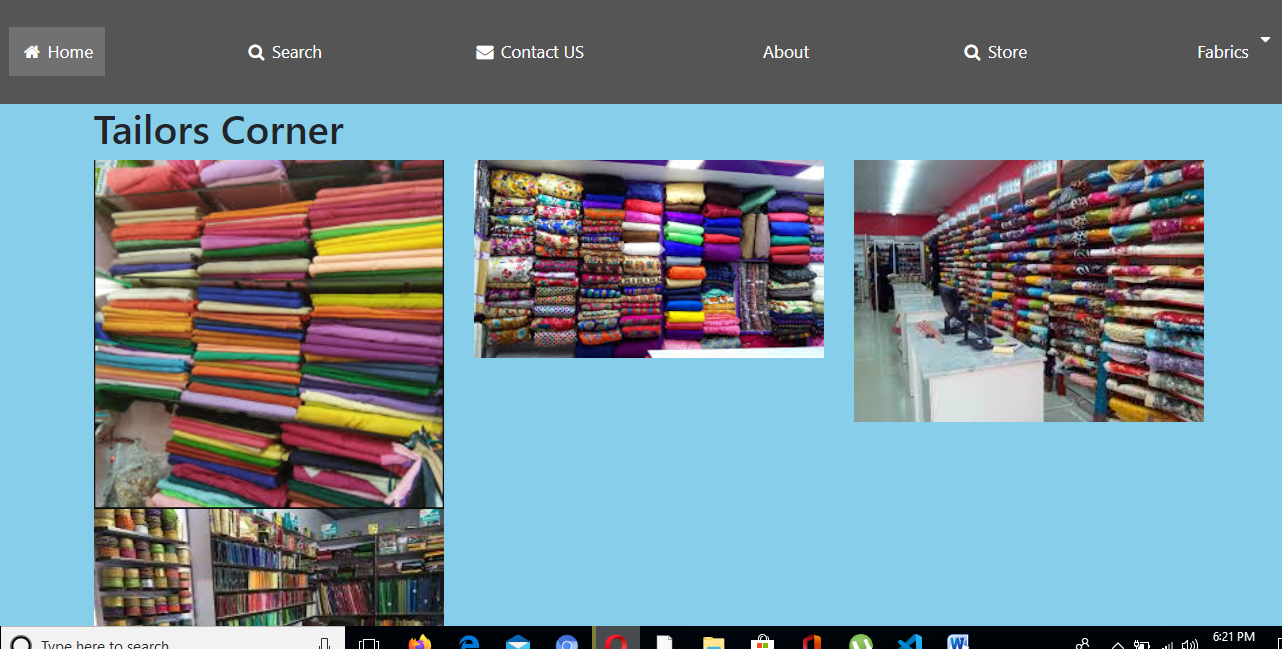 Home Search Contact US About Store Fabrics
Tailors Corner
Type here to search
6:21 PM